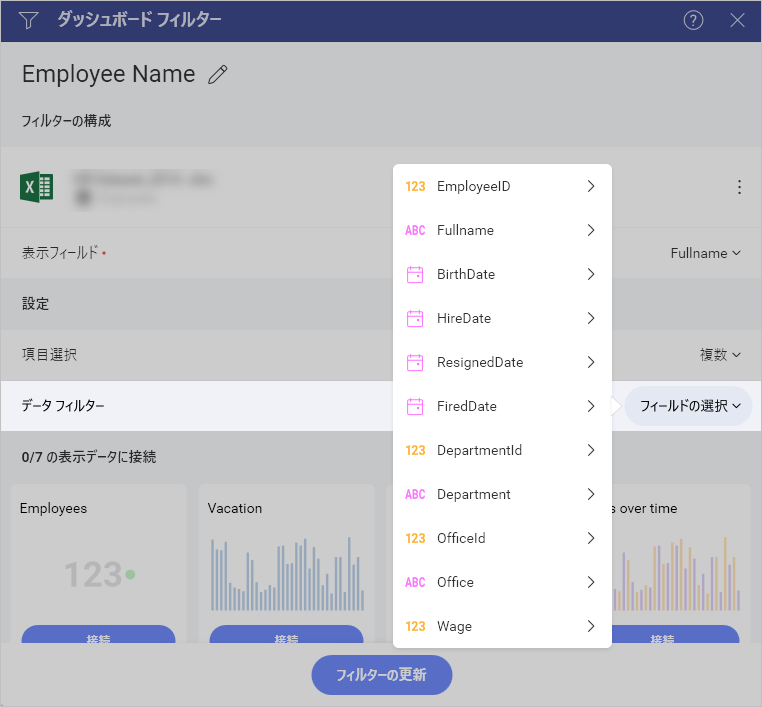 ダッシュボード フィルター
Employee Name
フィルターの構成
表示フィールド •
Fullname
設定
項目選択
複数
データ フィルター
フィールドの選択
123 EmployeeID
ABC Fullname
BirthDate
HireDate
ResignedDate
FiredDate
123 DepartmentId
ABC Department
123 OfficeId
ABC Office
123 Wage
0/7 の表示データに接続
Employees
123
接続
Vacation
接続
s over time
接続
フィルターの更新